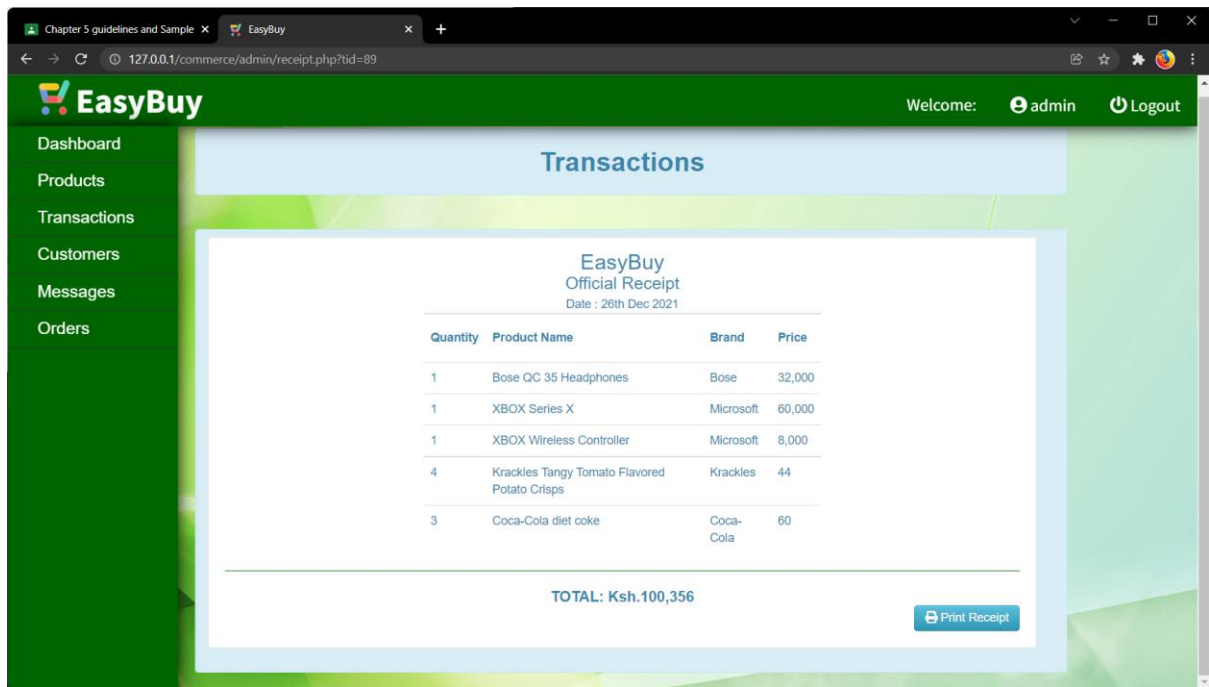 Chapter 5 guidelines and Sample
EasyBuy
127.0.0.1/commerce/admin/receipt.php?tid=89
EasyBuy
Welcome: admin Logout
Dashboard
Products
Transactions
Customers
Messages
Orders
Transactions
EasyBuy
Official Receipt
Date : 26th Dec 2021
Quantity Product Name Brand Price
1 Bose QC 35 Headphones Bose 32,000
1 XBOX Series X Microsoft 60,000
1 XBOX Wireless Controller Microsoft 8,000
4 Krackles Tangy Tomato Flavored Krackles 44
Potato Crisps
3 Coca-Cola diet coke Coca- 60
Cola
TOTAL: Ksh.100,356
Print Receipt